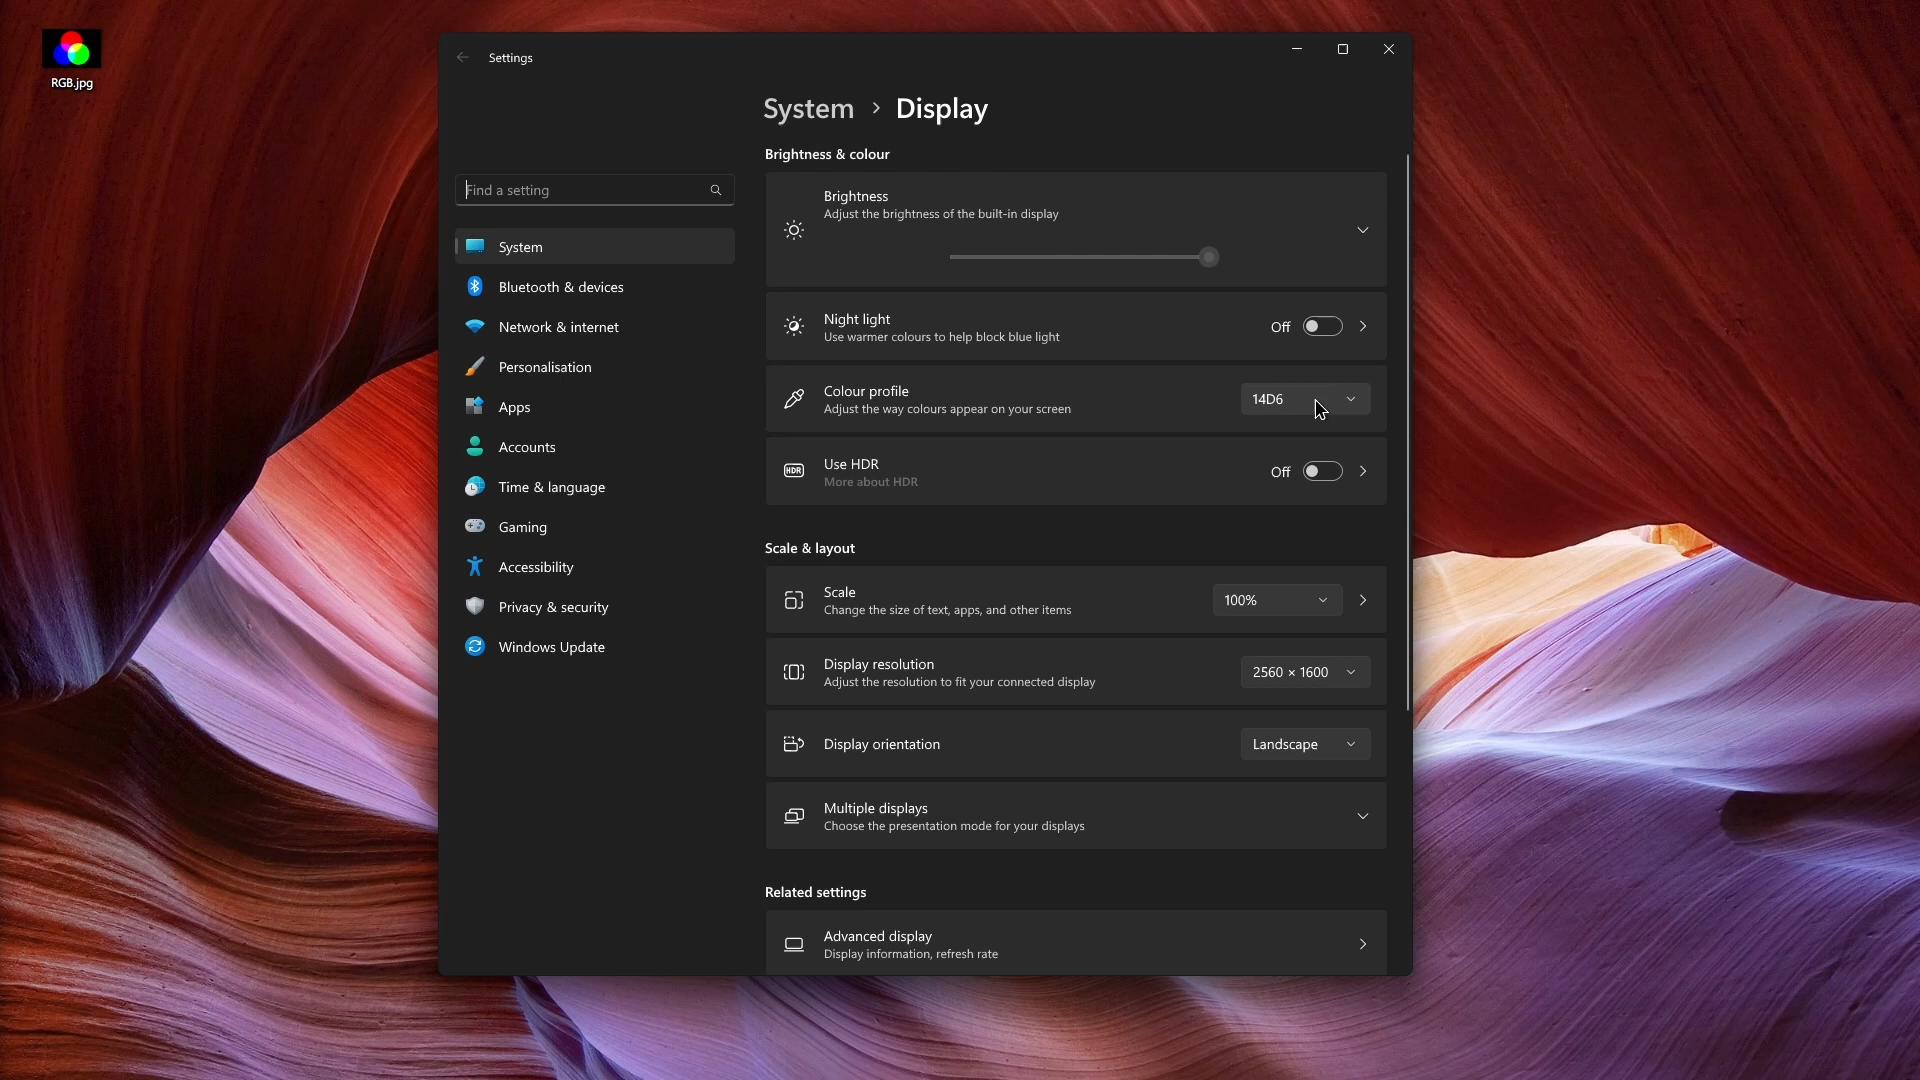 RGB.jpg
Settings
System > Display
Find a setting
System
Bluetooth & devices
Network & internet
Personalisation
Apps
Accounts
Time & language
Gaming
Accessibility
Privacy & security
Windows Update
Brightness & colour
Brightness
Adjust the brightness of the built-in display
Night light
Use warmer colours to help block blue light
Off
Colour profile
Adjust the way colours appear on your screen
14D6
HDR
Use HDR
More about HDR
Off
Scale & layout
Scale
Change the size of text, apps, and other items
100%
Display resolution
Adjust the resolution to fit your connected display
2560 × 1600
Display orientation
Landscape
Multiple displays
Choose the presentation mode for your displays
Related settings
Advanced display
Display information, refresh rate